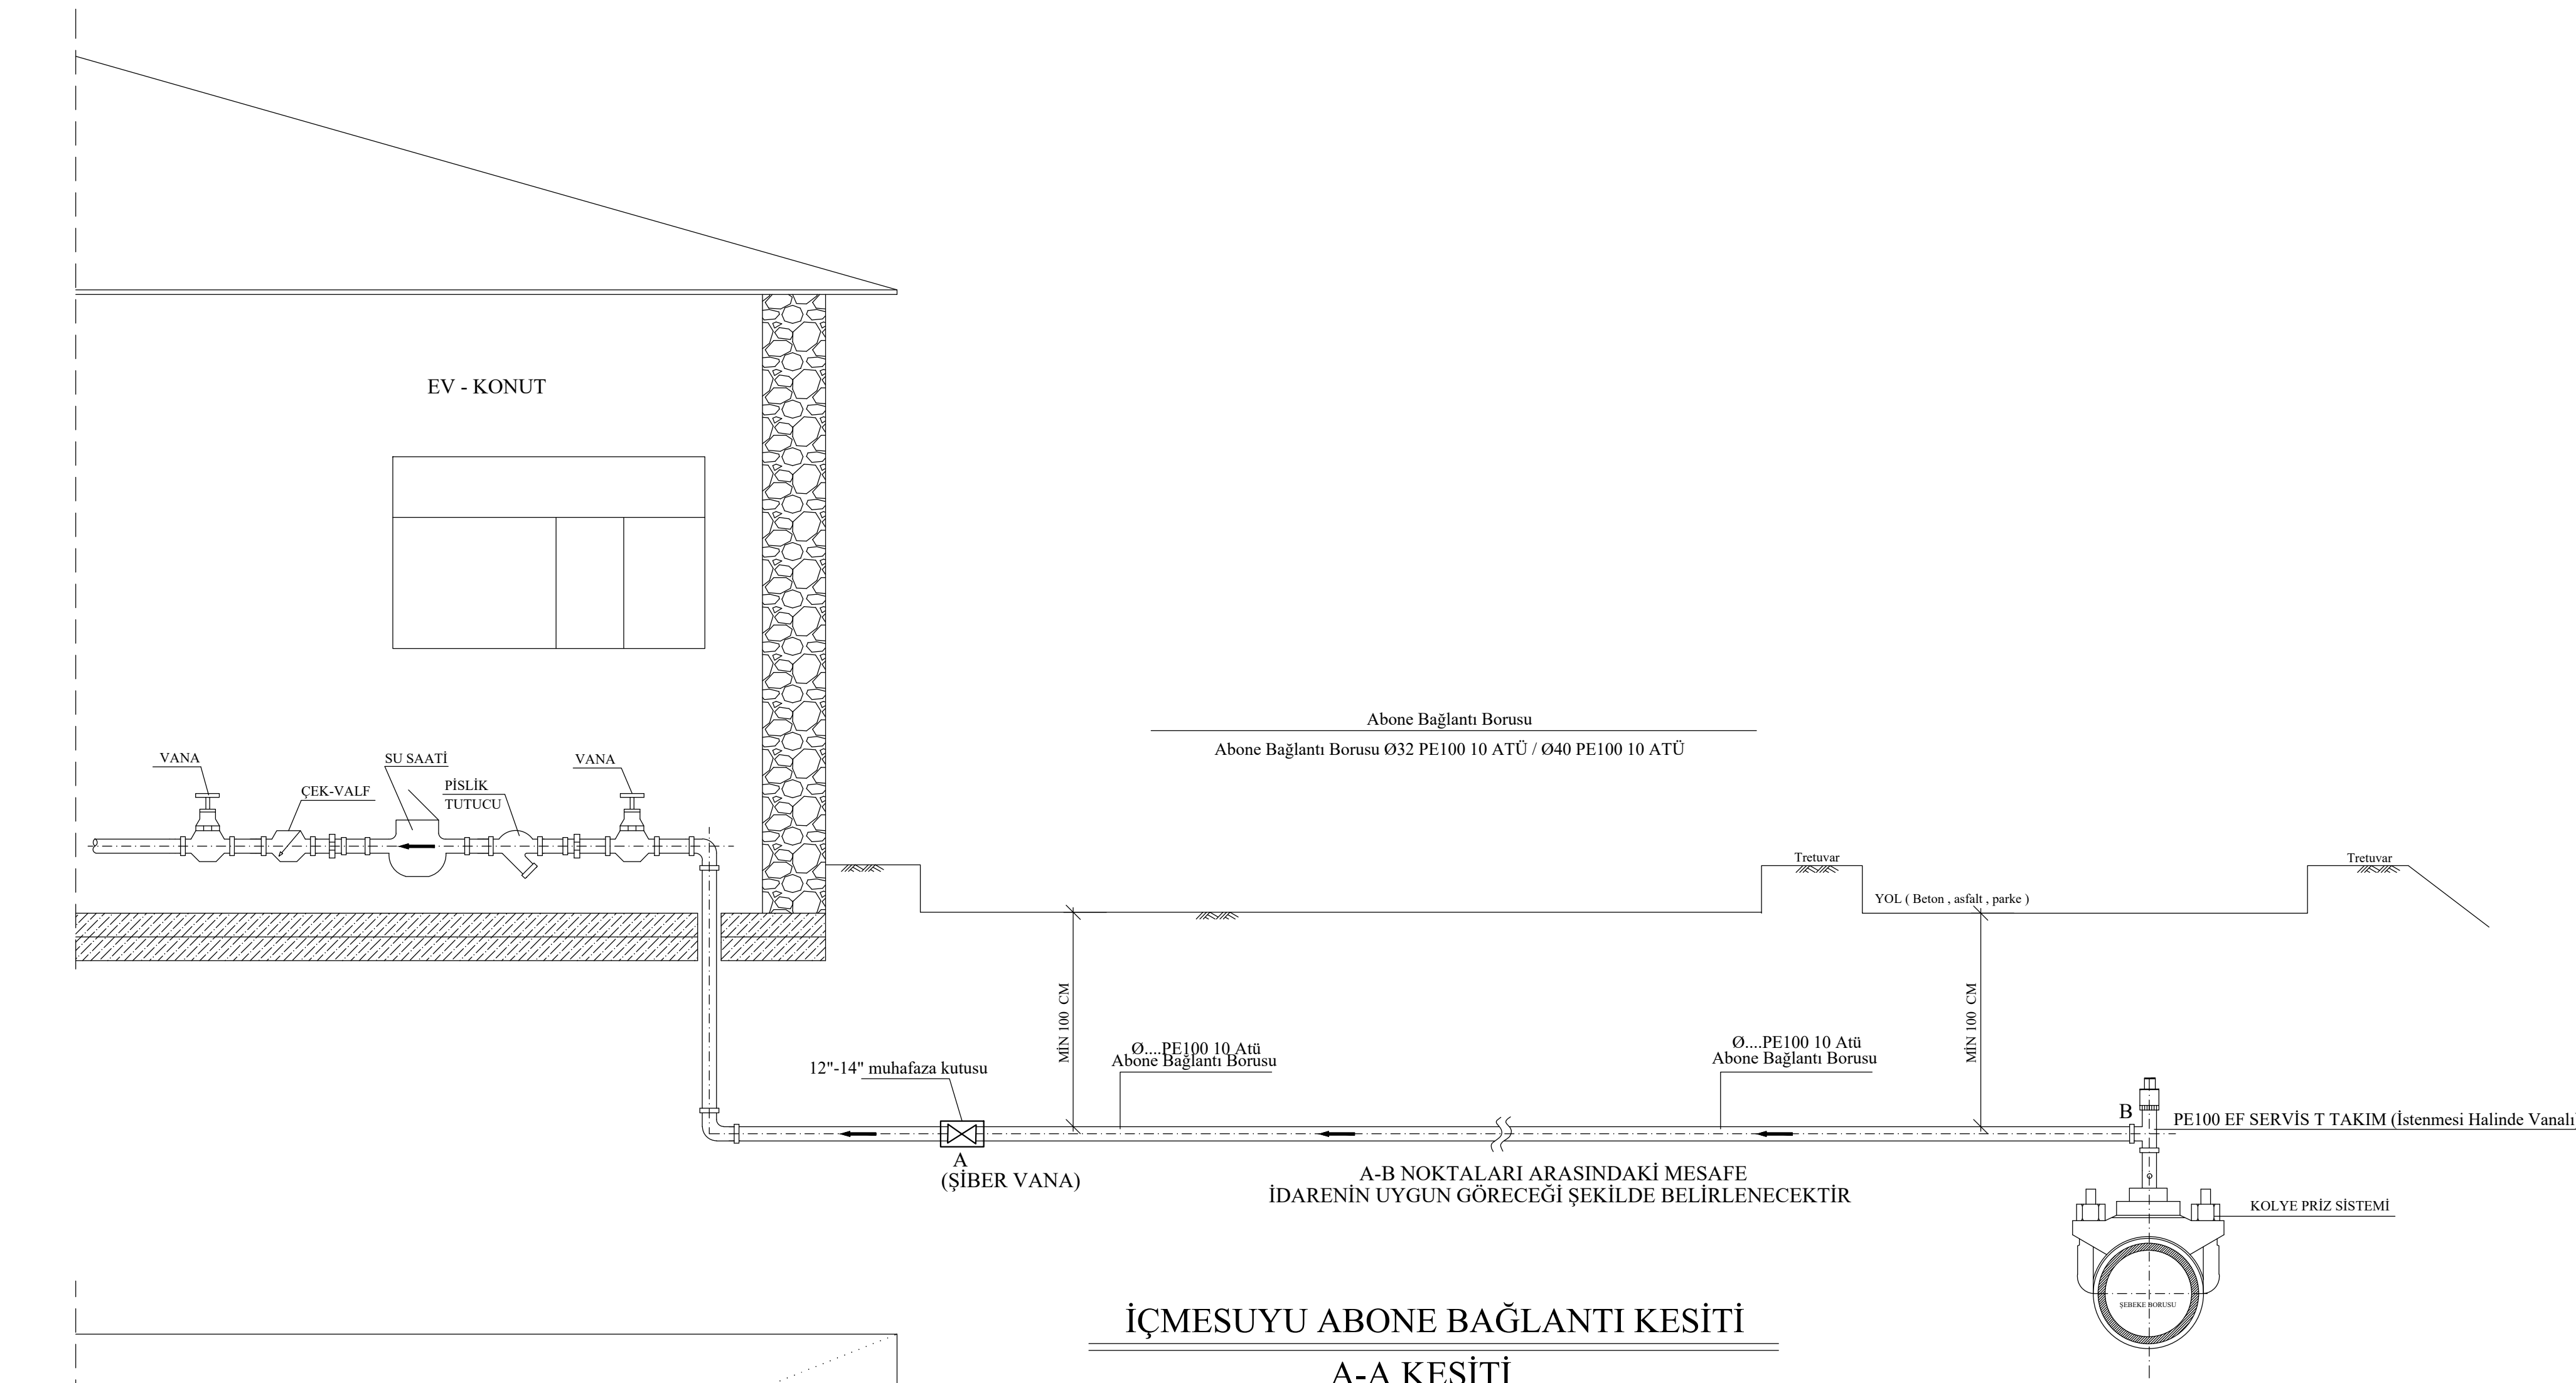 EV - KONUT
Abone Bağlantı Borusu
Abone Bağlantı Borusu Ø32 PE100 10 ATÜ / Ø40 PE100 10 ATÜ
VANA
ÇEK-VALF
SU SAATİ
PİSLİK
TUTUCU
VANA
Tretuvar
YOL ( Beton , asfalt , parke )
Tretuvar
MİN 100 CM
MİN 100 CM
12"-14" muhafaza kutusu
Ø....PE100 10 Atü
Abone Bağlantı Borusu
Ø....PE100 10 Atü
Abone Bağlantı Borusu
B
PE100 EF SERVİS T TAKIM (İstenmesi Halinde Vanalı
A
(ŞİBER VANA)
A-B NOKTALARI ARASINDAKİ MESAFE
İDARENİN UYGUN GÖRECEĞİ ŞEKİLDE BELİRLENECEKTİR
KOLYE PRİZ SİSTEMİ
ŞEBEKE BORUSU
İÇMESUYU ABONE BAĞLANTI KESİTİ
A-A KESİTİ